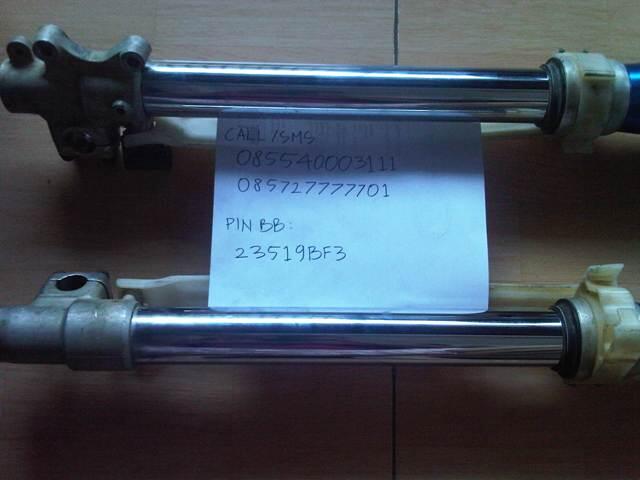 CALL/SMS
085540003111
085727777701
PIN BB:
23519BF3